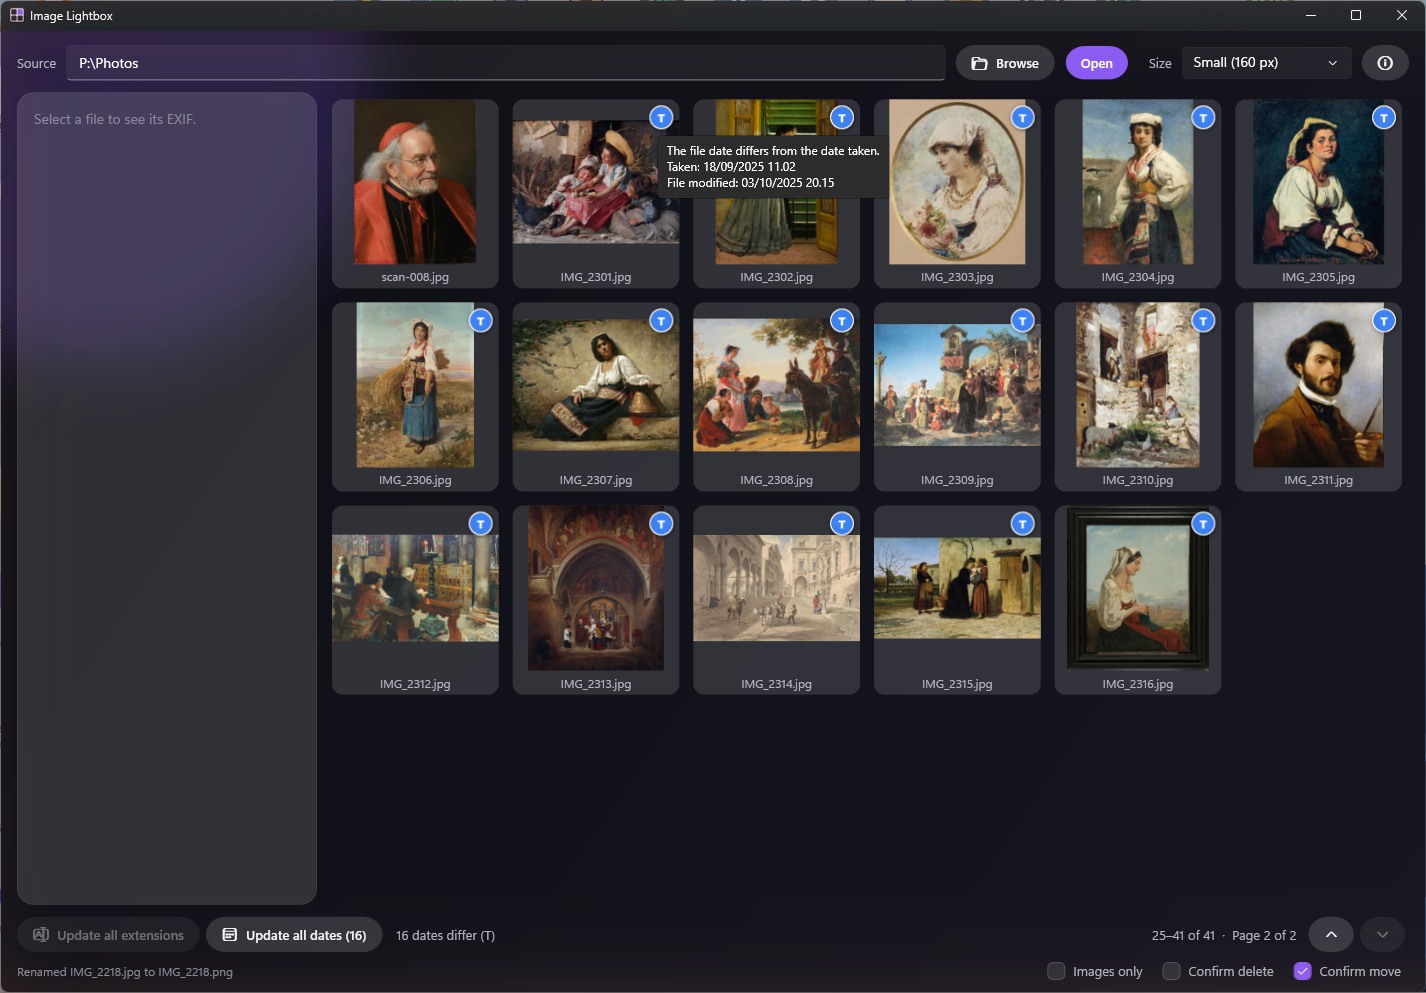 Image Lightbox
Source
P:\Photos
Browse
Open
Size
Small (160 px)
Select a file to see its EXIF.
T
T
T
T
T
The file date differs from the date taken.
Taken: 18/09/2025 11.02
File modified: 03/10/2025 20.15
scan-008.jpg
IMG_2301.jpg
IMG_2302.jpg
IMG_2303.jpg
IMG_2304.jpg
IMG_2305.jpg
T
T
T
T
T
T
IMG_2306.jpg
IMG_2307.jpg
IMG_2308.jpg
IMG_2309.jpg
IMG_2310.jpg
IMG_2311.jpg
T
T
T
T
T
IMG_2312.jpg
IMG_2313.jpg
IMG_2314.jpg
IMG_2315.jpg
IMG_2316.jpg
Update all extensions
Update all dates (16)
16 dates differ (T)
25–41 of 41 · Page 2 of 2
Renamed IMG_2218.jpg to IMG_2218.png
Images only
Confirm delete
Confirm move